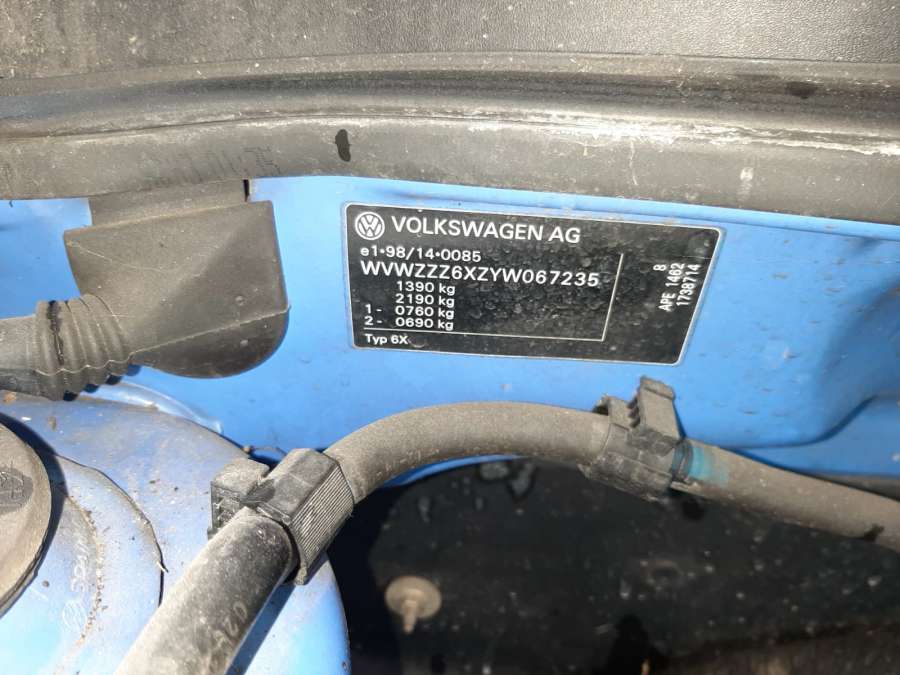 VOLKSWAGEN AG
e1•98/14•0085
WVWZZZ6XZYW067235
1390 kg
2190 kg
1- 0760 kg
2- 0690 kg
Typ 6X
8
APE 1462
1738714